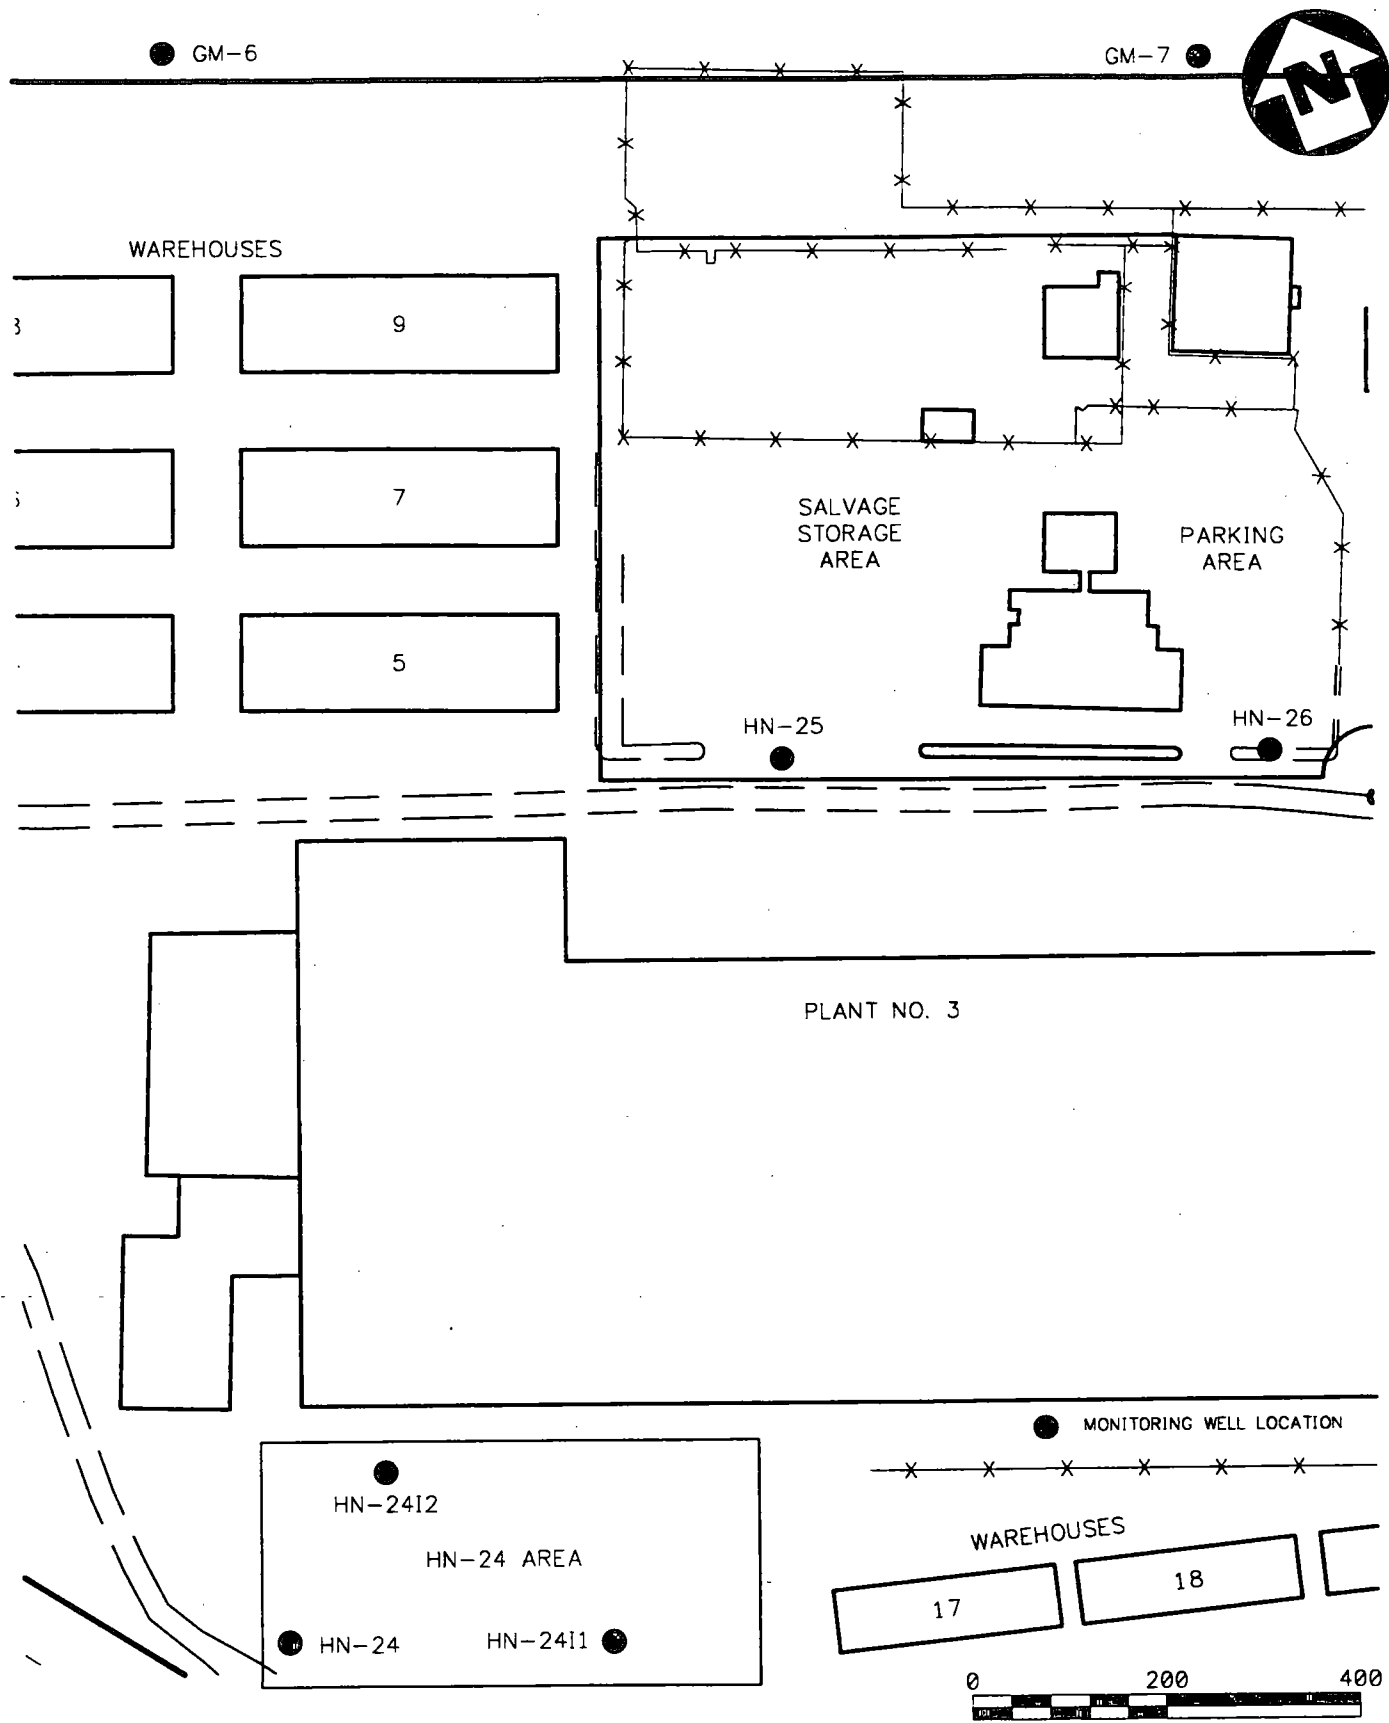 GM-6
GM-7
N
WAREHOUSES
9
7
SALVAGE
STORAGE
AREA
PARKING
AREA
5
HN-25
HN-26
PLANT NO. 3
MONITORING WELL LOCATION
HN-24I2
WAREHOUSES
HN-24 AREA
18
17
HN-24
HN-24I1
0 200 400